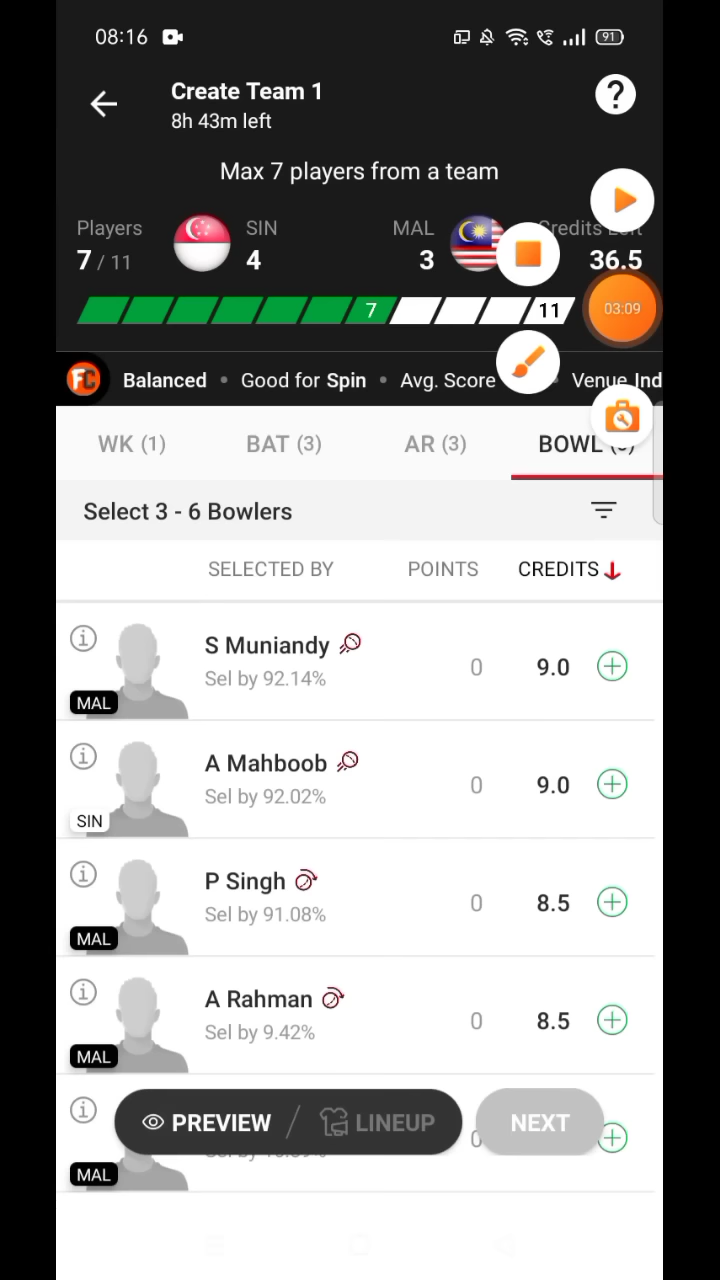 08:16
91
Create Team 1
8h 43m left
?
Max 7 players from a team
Players
SIN
MAL
Credits
7 / 11
4
3
36.5
7
11
03:09
FC
Balanced • Good for Spin • Avg. Score • Venue Ind
WK (1)
BAT (3)
AR (3)
BOWL
Select 3 - 6 Bowlers
SELECTED BY
POINTS
CREDITS
S Muniandy
Sel by 92.14%
0
9.0
MAL
A Mahboob
Sel by 92.02%
0
9.0
SIN
P Singh
Sel by 91.08%
0
8.5
MAL
A Rahman
Sel by 9.42%
0
8.5
MAL
PREVIEW / LINEUP
NEXT
MAL